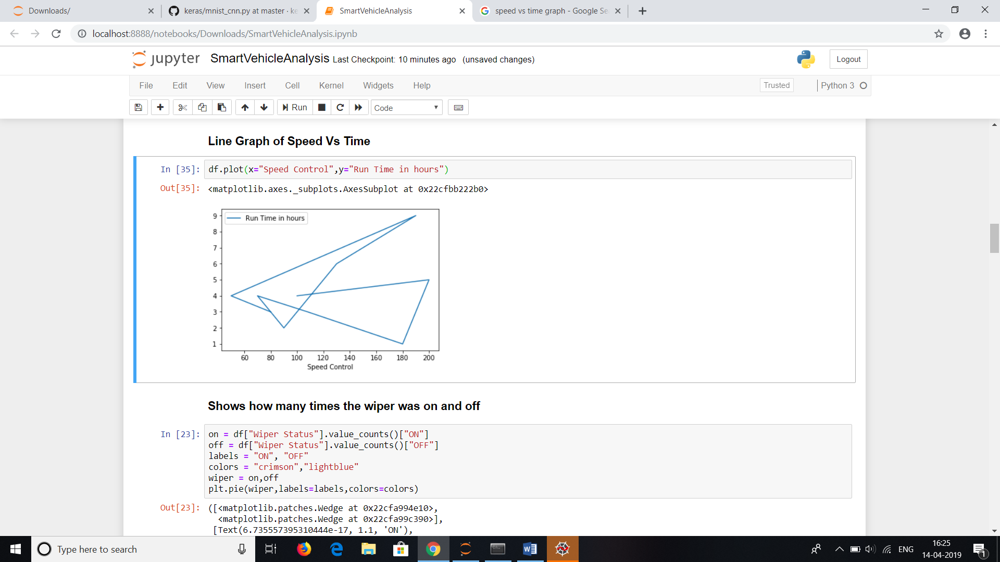 Downloads/
keras/mnist_cnn.py at master · ke
SmartVehicleAnalysis
speed vs time graph - Google Se
localhost:8888/notebooks/Downloads/SmartVehicleAnalysis.ipynb
jupyter SmartVehicleAnalysis Last Checkpoint: 10 minutes ago (unsaved changes)
Logout
File Edit View Insert Cell Kernel Widgets Help
Trusted
Python 3
Run
Code
Line Graph of Speed Vs Time
In [35]: df.plot(x="Speed Control",y="Run Time in hours")
Out[35]: <matplotlib.axes._subplots.AxesSubplot at 0x22cfbb222b0>
Run Time in hours
9
8
7
6
5
4
3
2
1
60 80 100 120 140 160 180 200
Speed Control
Shows how many times the wiper was on and off
In [23]: on = df["Wiper Status"].value_counts()["ON"]
off = df["Wiper Status"].value_counts()["OFF"]
labels = "ON", "OFF"
colors = "crimson","lightblue"
wiper = on,off
plt.pie(wiper,labels=labels,colors=colors)
Out[23]: ([<matplotlib.patches.Wedge at 0x22cfa994e10>,
<matplotlib.patches.Wedge at 0x22cfa99c390>],
[Text(6.735557395310444e-17, 1.1, 'ON'),
Type here to search
ENG
16:25
14-04-2019
1